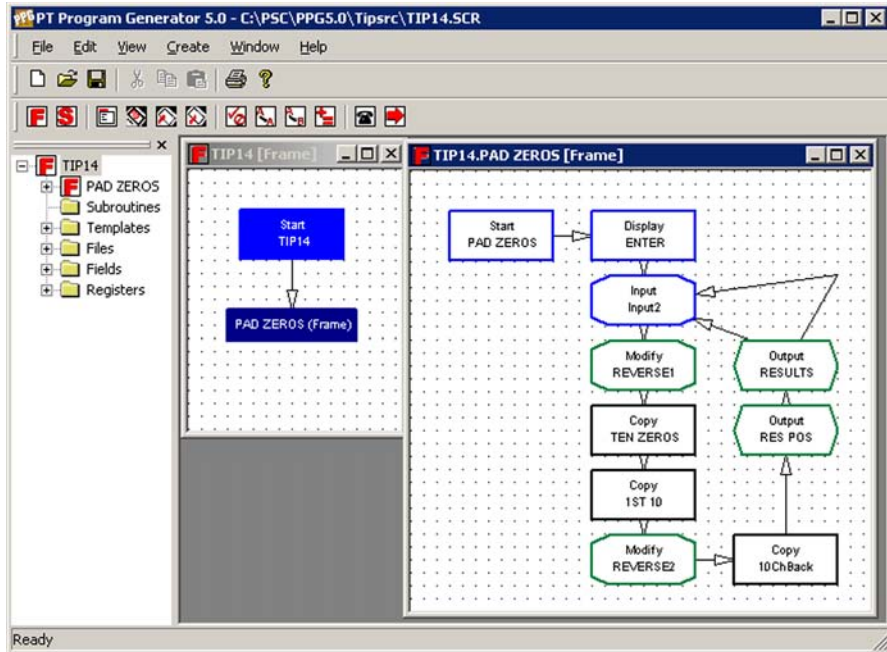 PT Program Generator 5.0 - C:\PSC\PPG5.0\Tipsrc\TIP14.SCR
File Edit View Create Window Help
TIP14
PAD ZEROS
Subroutines
Templates
Files
Fields
Registers
TIP14 [Frame]
Start
TIP14
PAD ZEROS (Frame)
TIP14.PAD ZEROS [Frame]
Start
PAD ZEROS
Display
ENTER
Input
Input2
Modify
REVERSE1
Copy
TEN ZEROS
Copy
1ST 10
Modify
REVERSE2
Copy
10ChBack
Output
RES POS
Output
RESULTS
Ready